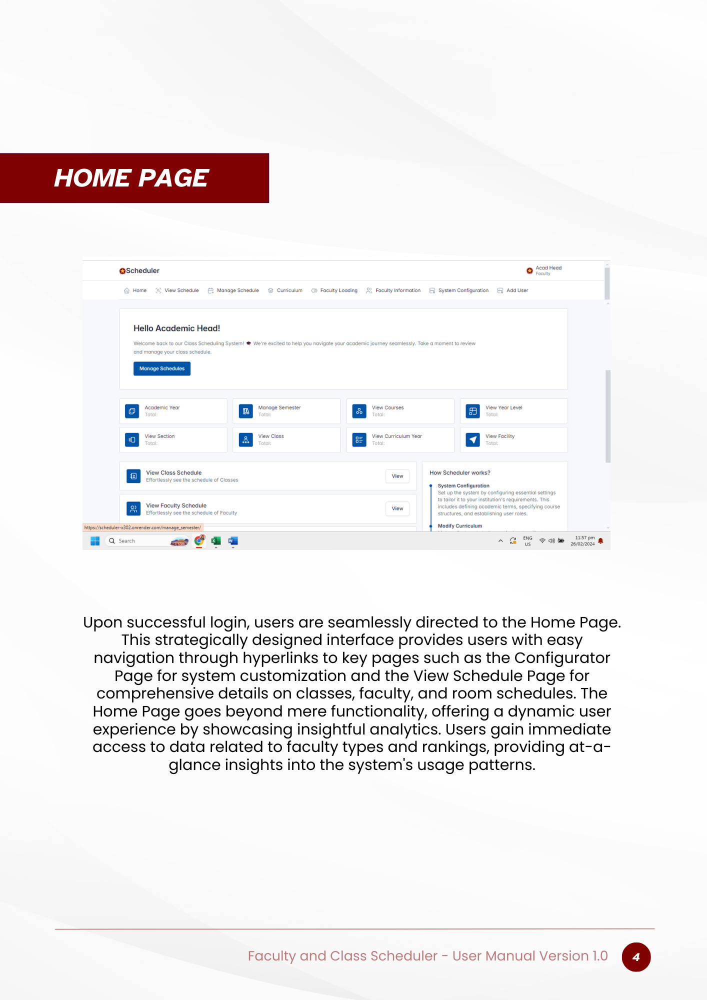 HOME PAGE
Scheduler
Acad Head
Faculty
Home View Schedule Manage Schedule Curriculum Faculty Loading Faculty Information System Configuration Add User
Hello Academic Head!
Welcome back to our Class Scheduling System! We're excited to help you navigate your academic journey seamlessly. Take a moment to review
and manage your class schedule.
Manage Schedules
Academic Year
Total:
Manage Semester
Total:
View Courses
Total:
View Year Level
Total:
View Section
Total:
View Class
Total:
View Curriculum Year
Total:
View Facility
Total:
View Class Schedule
Effortlessly see the schedule of Classes
View
View Faculty Schedule
Effortlessly see the schedule of Faculty
View
How Scheduler works?
System Configuration
Set up the system by configuring essential settings
to tailor it to your institution's requirements. This
includes defining academic terms, specifying course
structures, and establishing user roles.
Modify Curriculum
https://scheduler-x302.onrender.com/manage_semester/
Search
ENG
US
11:57 pm
26/02/2024
Upon successful login, users are seamlessly directed to the Home Page.
This strategically designed interface provides users with easy
navigation through hyperlinks to key pages such as the Configurator
Page for system customization and the View Schedule Page for
comprehensive details on classes, faculty, and room schedules. The
Home Page goes beyond mere functionality, offering a dynamic user
experience by showcasing insightful analytics. Users gain immediate
access to data related to faculty types and rankings, providing at-a-
glance insights into the system's usage patterns.
Faculty and Class Scheduler - User Manual Version 1.0
4